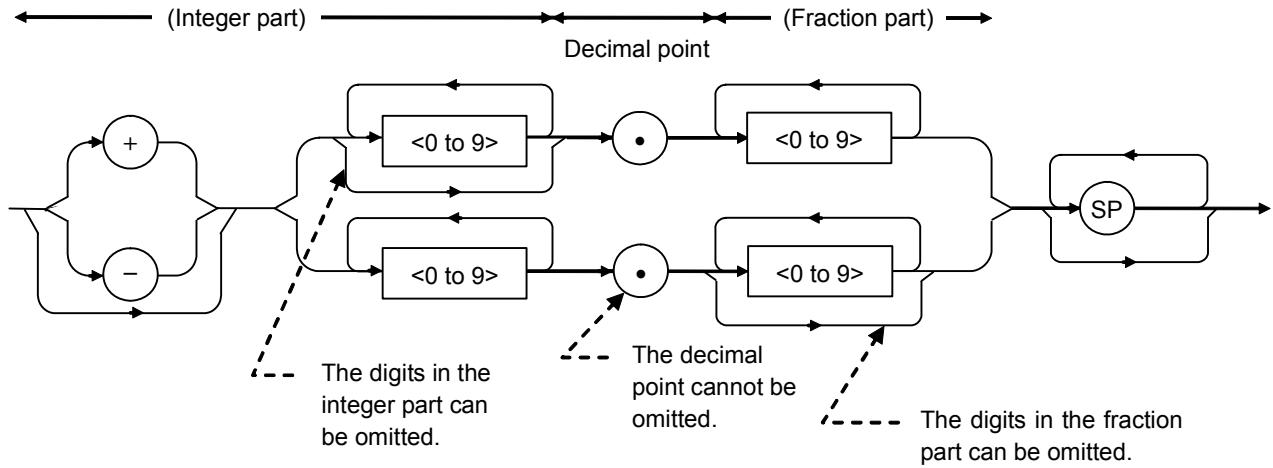 (Integer part)
(Fraction part)
Decimal point
<0 to 9>
<0 to 9>
+
•
SP
−
<0 to 9>
•
<0 to 9>
The digits in the
integer part can
be omitted.
The decimal
point cannot be
omitted.
The digits in the fraction
part can be omitted.